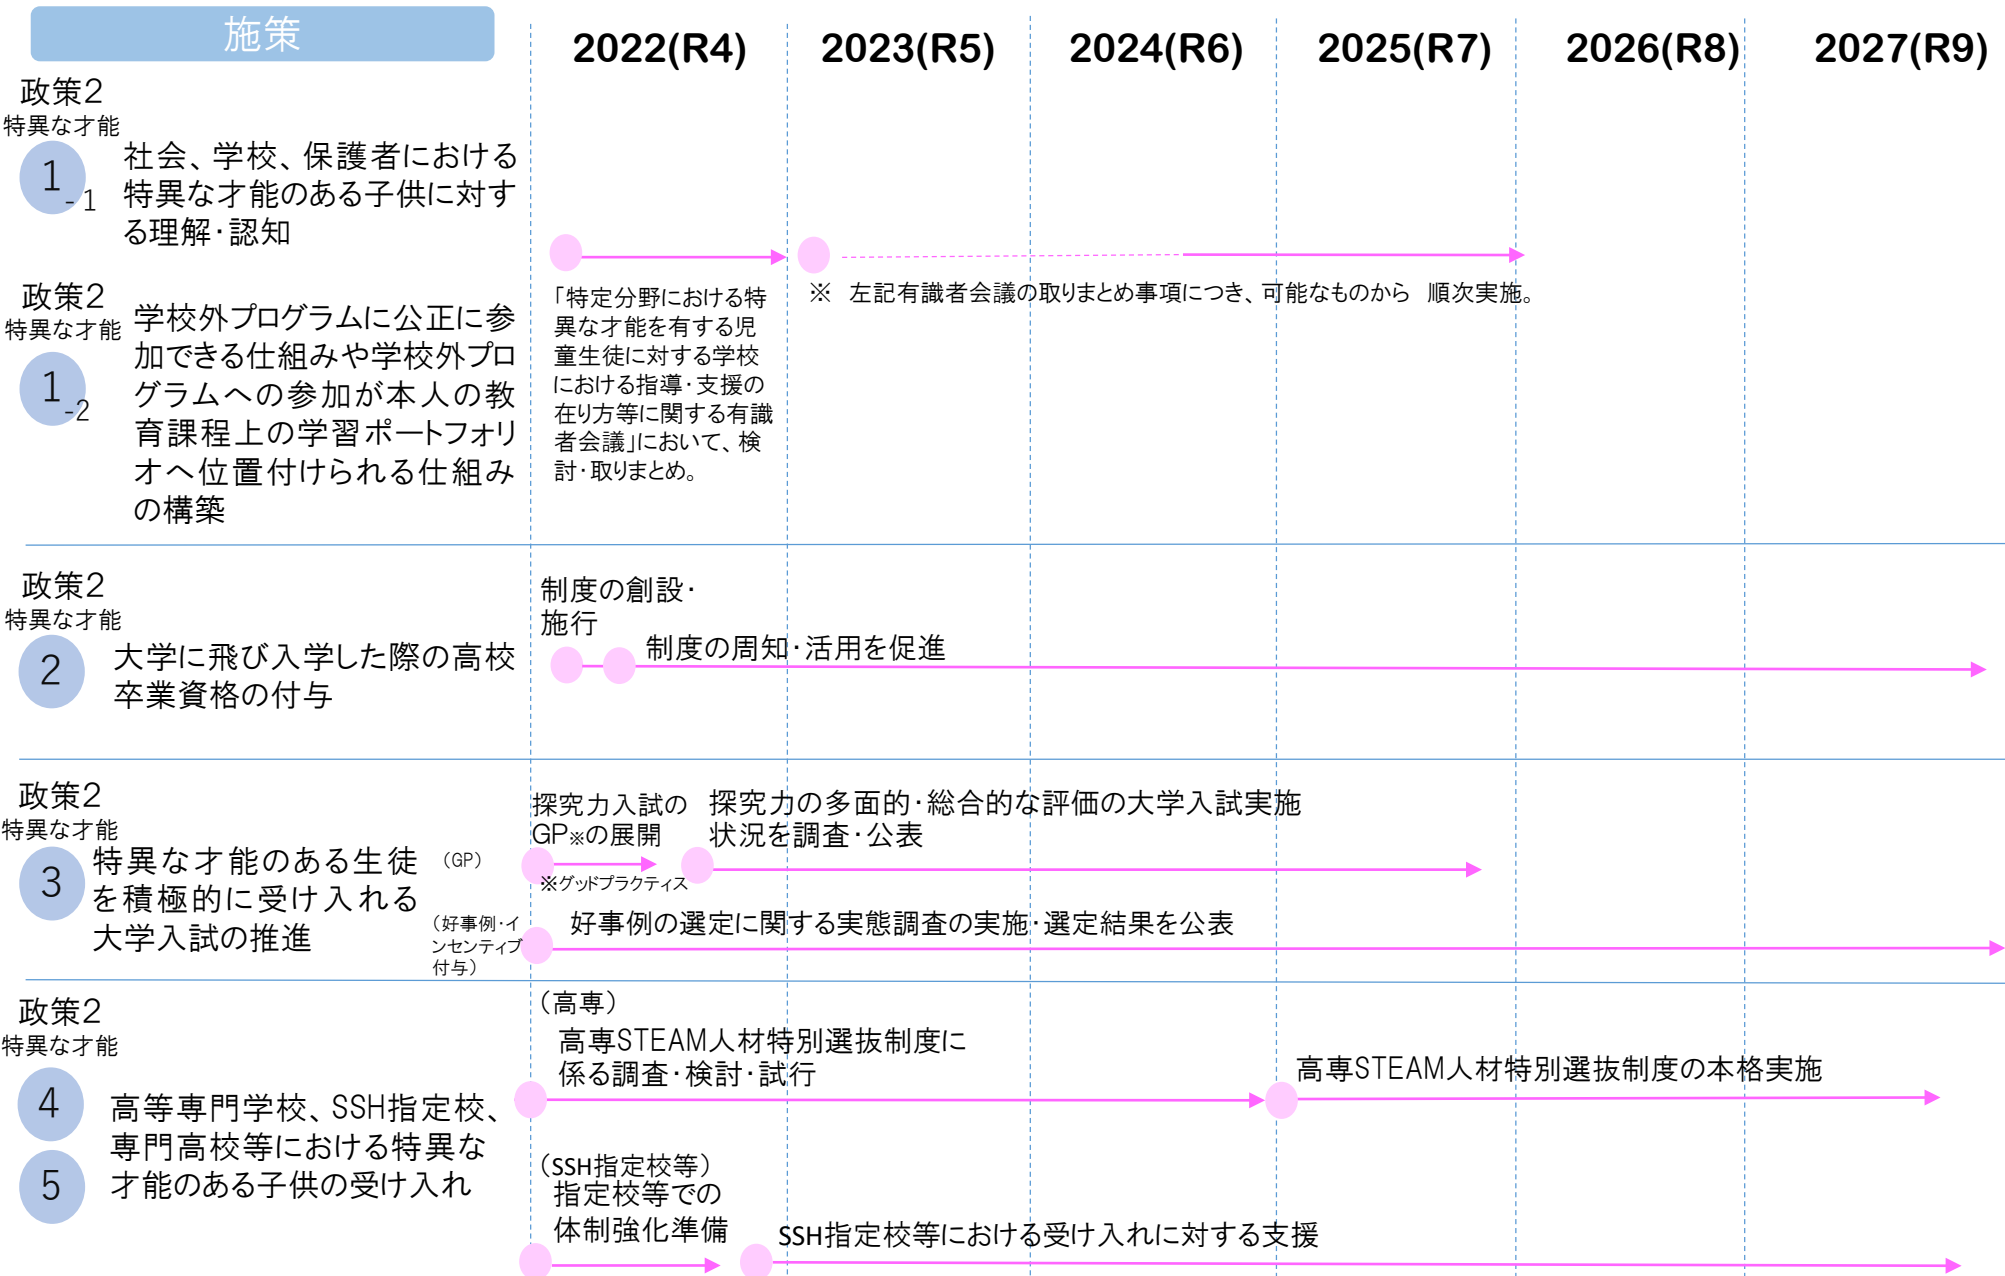 施策
2022(R4)
2023(R5)
2024(R6)
2025(R7)
2026(R8)
2027(R9)
政策2
特異な才能
1
-1
社会、学校、保護者における
特異な才能のある子供に対す
る理解・認知
政策2
特異な才能
1
-2
学校外プログラムに公正に参
加できる仕組みや学校外プロ
グラムへの参加が本人の教
育課程上の学習ポートフォリ
オへ位置付けられる仕組み
の構築
「特定分野における特
異な才能を有する児
童生徒に対する学校
における指導・支援の
在り方等に関する有識
者会議」において、検
討・取りまとめ。
※ 左記有識者会議の取りまとめ事項につき、可能なものから 順次実施。
政策2
特異な才能
2
大学に飛び入学した際の高校
卒業資格の付与
制度の創設・
施行
制度の周知・活用を促進
政策2
特異な才能
3
特異な才能のある生徒
を積極的に受け入れる
大学入試の推進
（GP）
探究力入試の
GP※の展開
※グッドプラクティス
探究力の多面的・総合的な評価の大学入試実施
状況を調査・公表
（好事例・イ
ンセンティブ
付与）
好事例の選定に関する実態調査の実施・選定結果を公表
政策2
特異な才能
4
5
高等専門学校、SSH指定校、
専門高校等における特異な
才能のある子供の受け入れ
（高専）
高専STEAM人材特別選抜制度に
係る調査・検討・試行
高専STEAM人材特別選抜制度の本格実施
（SSH指定校等）
指定校等での
体制強化準備
SSH指定校等における受け入れに対する支援